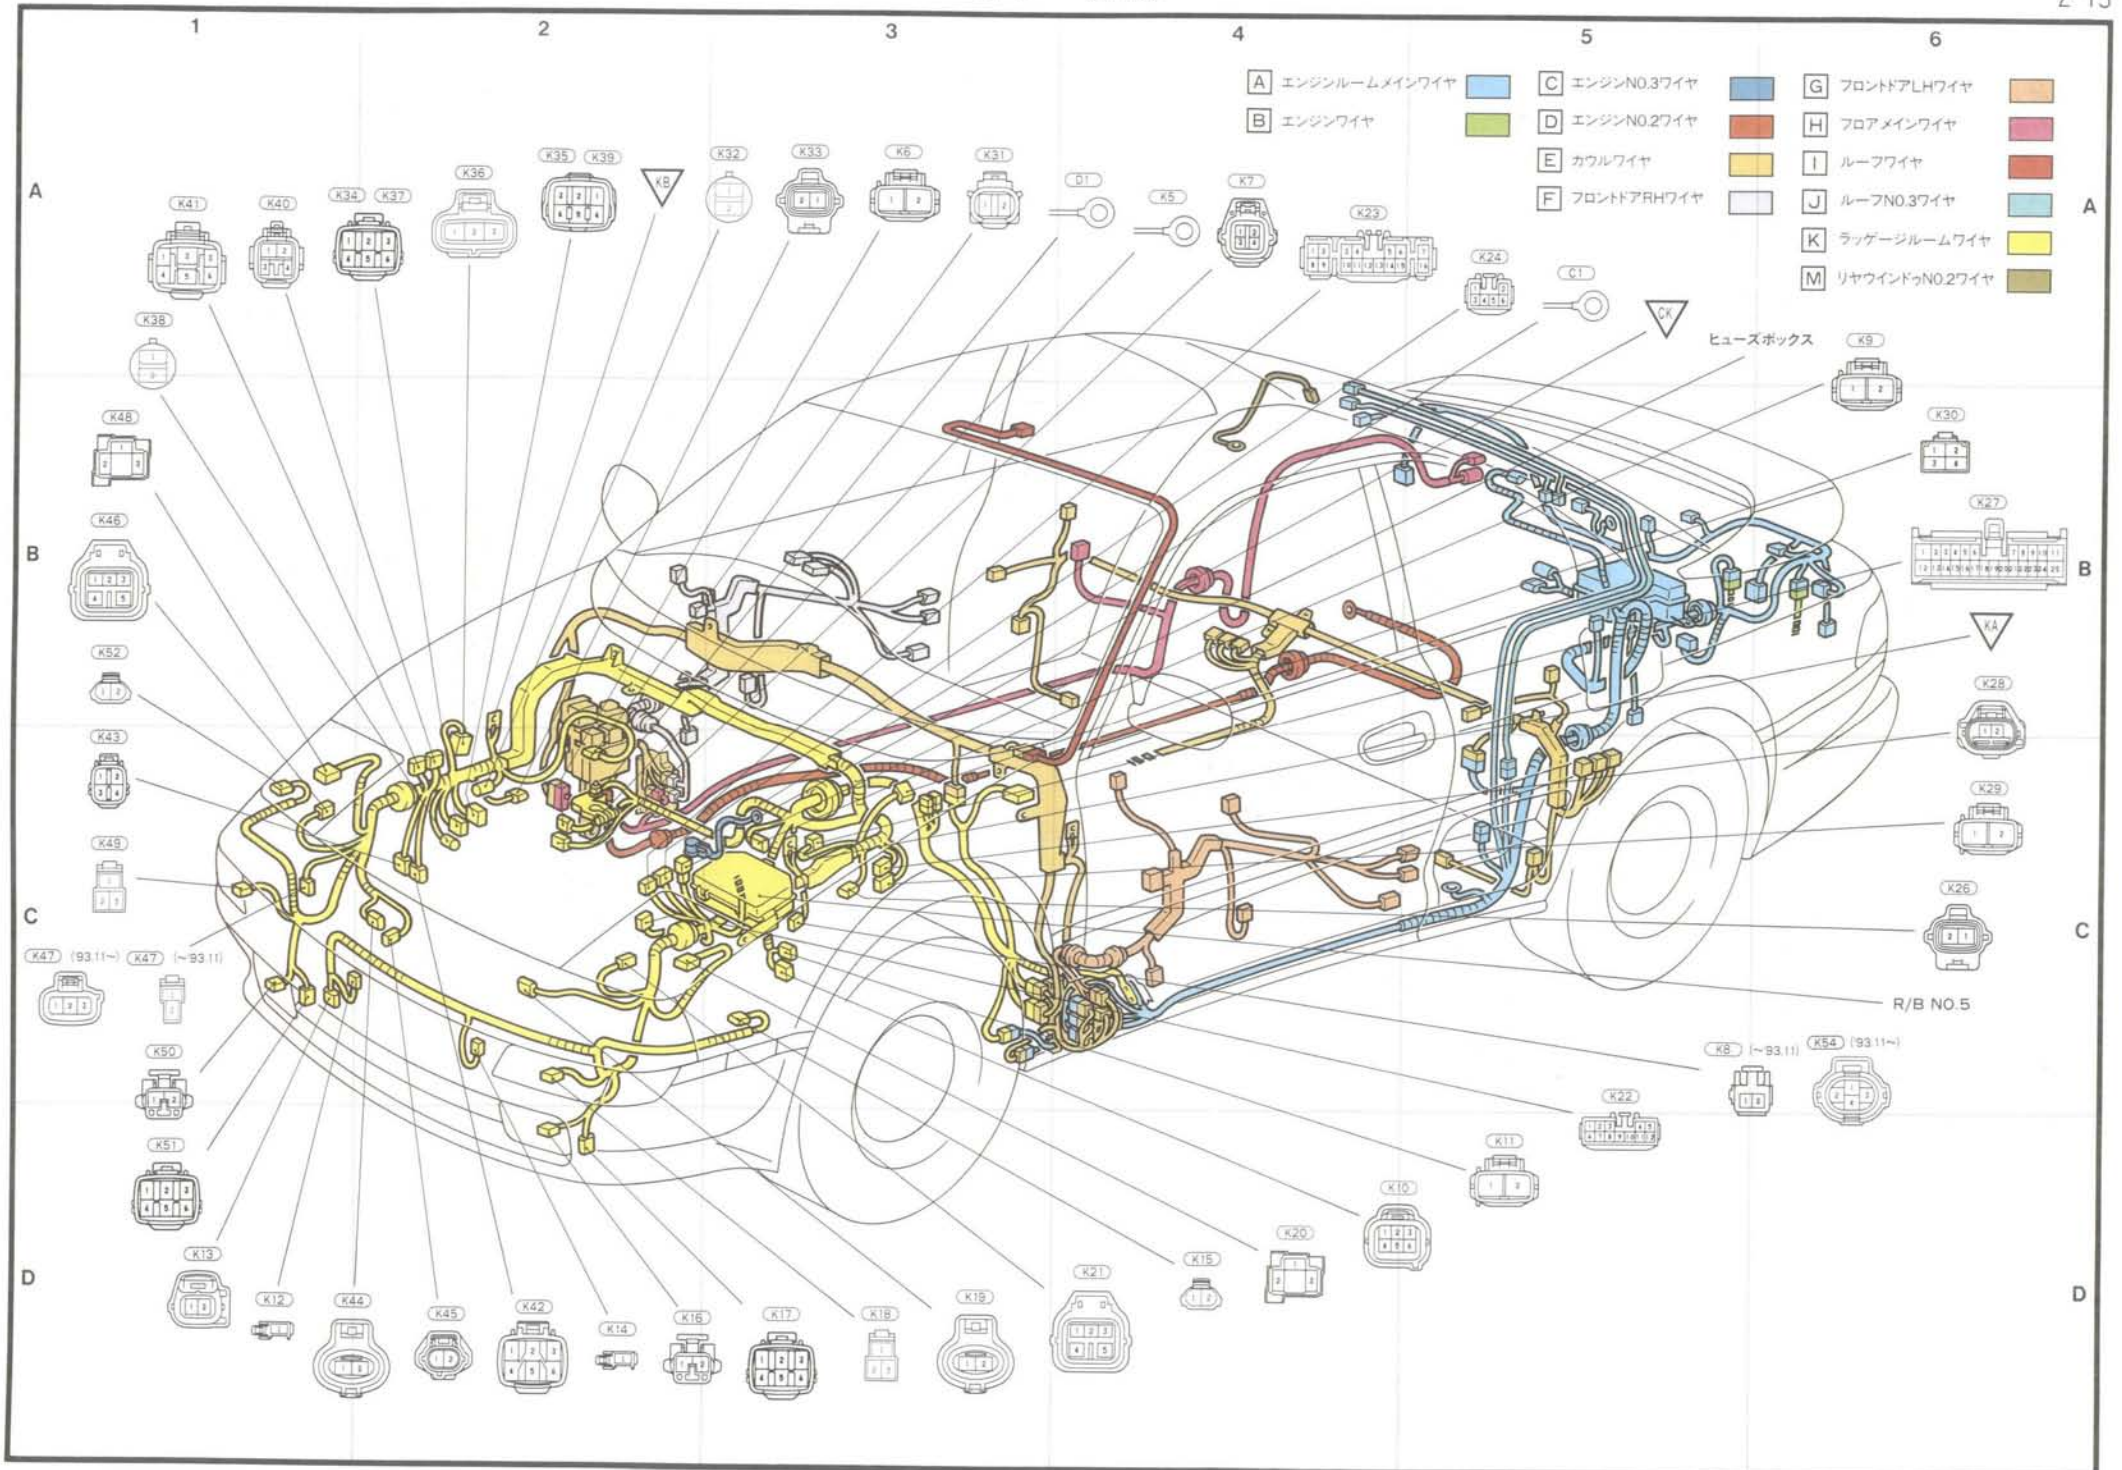 1 2 3 4 5 6
A エンジンルームメインワイヤ
B エンジンワイヤ
C エンジンNO.3ワイヤ
D エンジンNO.2ワイヤ
E カウルワイヤ
F フロントドアRHワイヤ
G フロントドアLHワイヤ
H フロアメインワイヤ
I ルーフワイヤ
J ルーフNO.3ワイヤ
K ラッゲージルームワイヤ
M リヤウインドゥNO.2ワイヤ
A
A
K41
K40
K34 K37
K36
K35 K39
KB
K32
K33
K6
K31
D1
K5
K7
K23
K24
C1
CK
ヒューズボックス
K9
K38
K48
K30
K46
K27
B
B
K52
KA
K43
K28
K49
K29
C
C
K26
K47 ('93.11~) K47 (~'93.11)
R/B NO.5
K50
K8 (~'93.11) K54 ('93.11~)
K22
K51
K11
K10
K13
K20
K15
K21
D
D
K12
K44
K45
K42
K14
K16
K17
K18
K19